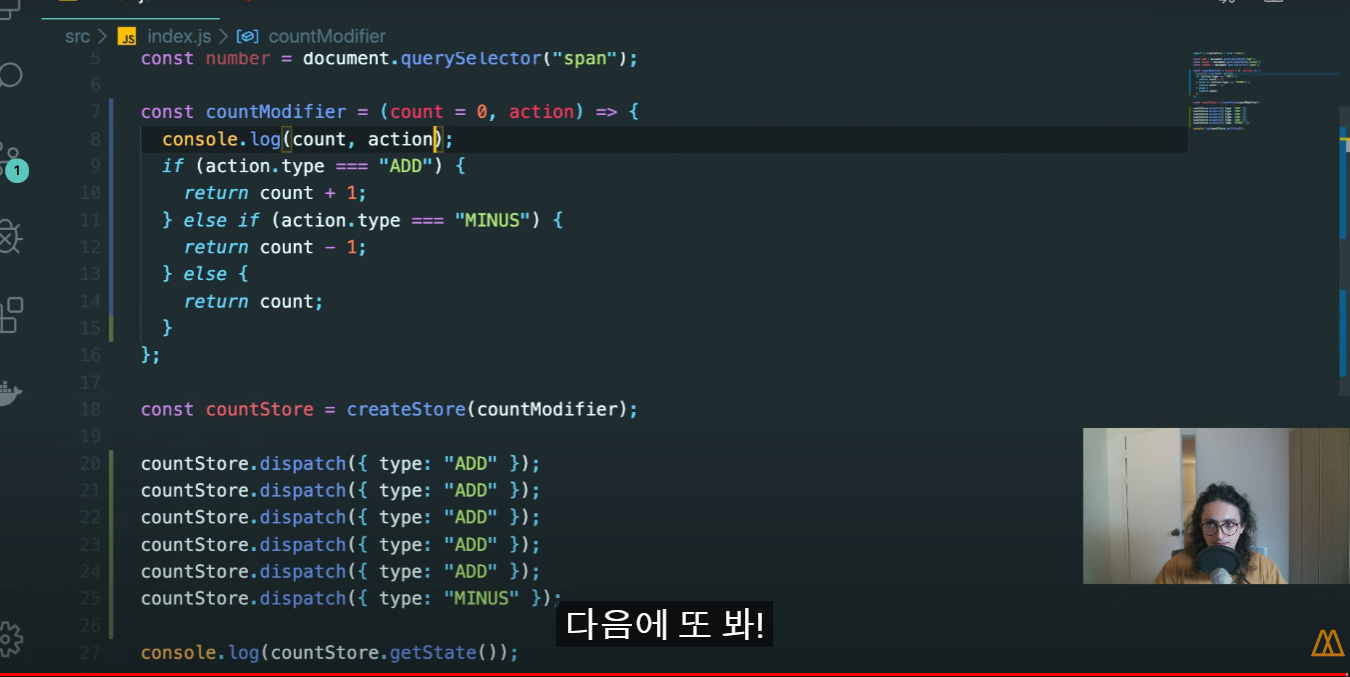 src > JS index.js > countModifier
5 const number = document.querySelector("span");
6
7 const countModifier = (count = 0, action) => {
8 console.log(count, action);
9 if (action.type === "ADD") {
10 return count + 1;
11 } else if (action.type === "MINUS") {
12 return count - 1;
13 } else {
14 return count;
15 }
16 };
17
18 const countStore = createStore(countModifier);
19
20 countStore.dispatch({ type: "ADD" });
21 countStore.dispatch({ type: "ADD" });
22 countStore.dispatch({ type: "ADD" });
23 countStore.dispatch({ type: "ADD" });
24 countStore.dispatch({ type: "ADD" });
25 countStore.dispatch({ type: "MINUS" });
26
27 console.log(countStore.getState());
1
다음에 또 봐!